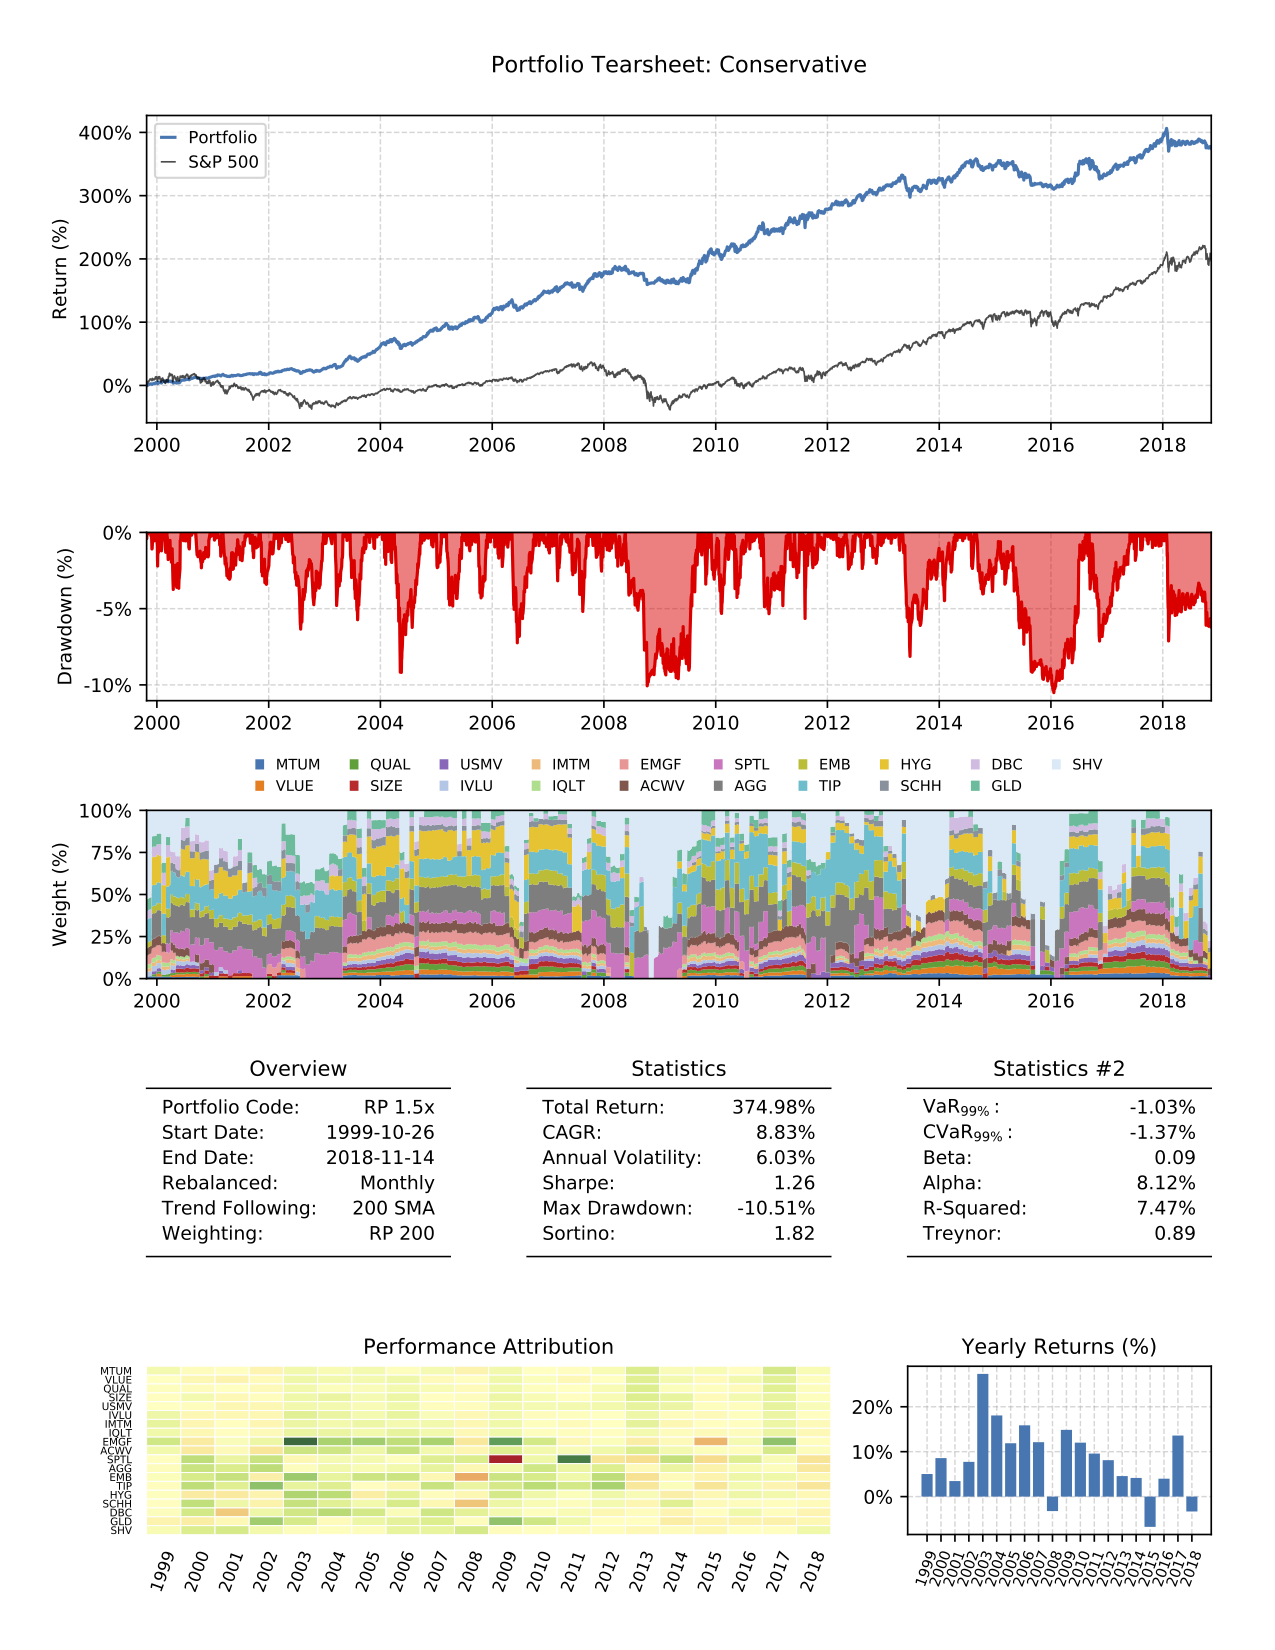 Portfolio Tearsheet: Conservative
Portfolio
S&P 500
Return (%)
400%
300%
200%
100%
0%
2000 2002 2004 2006 2008 2010 2012 2014 2016 2018
Drawdown (%)
0%
-5%
-10%
2000 2002 2004 2006 2008 2010 2012 2014 2016 2018
MTUM QUAL USMV IMTM EMGF SPTL EMB HYG DBC SHV
VLUE SIZE IVLU IQLT ACWV AGG TIP SCHH GLD
Weight (%)
100%
75%
50%
25%
0%
2000 2002 2004 2006 2008 2010 2012 2014 2016 2018
Overview
Portfolio Code: RP 1.5x
Start Date: 1999-10-26
End Date: 2018-11-14
Rebalanced: Monthly
Trend Following: 200 SMA
Weighting: RP 200
Statistics
Total Return: 374.98%
CAGR: 8.83%
Annual Volatility: 6.03%
Sharpe: 1.26
Max Drawdown: -10.51%
Sortino: 1.82
Statistics #2
VaR99% : -1.03%
CVaR99% : -1.37%
Beta: 0.09
Alpha: 8.12%
R-Squared: 7.47%
Treynor: 0.89
Performance Attribution
MTUM
VLUE
QUAL
SIZE
USMV
IVLU
IMTM
IQLT
EMGF
ACWV
SPTL
AGG
EMB
TIP
HYG
SCHH
DBC
GLD
SHV
1999 2000 2001 2002 2003 2004 2005 2006 2007 2008 2009 2010 2011 2012 2013 2014 2015 2016 2017 2018
Yearly Returns (%)
20%
10%
0%
1999 2000 2001 2002 2003 2004 2005 2006 2007 2008 2009 2010 2011 2012 2013 2014 2015 2016 2017 2018